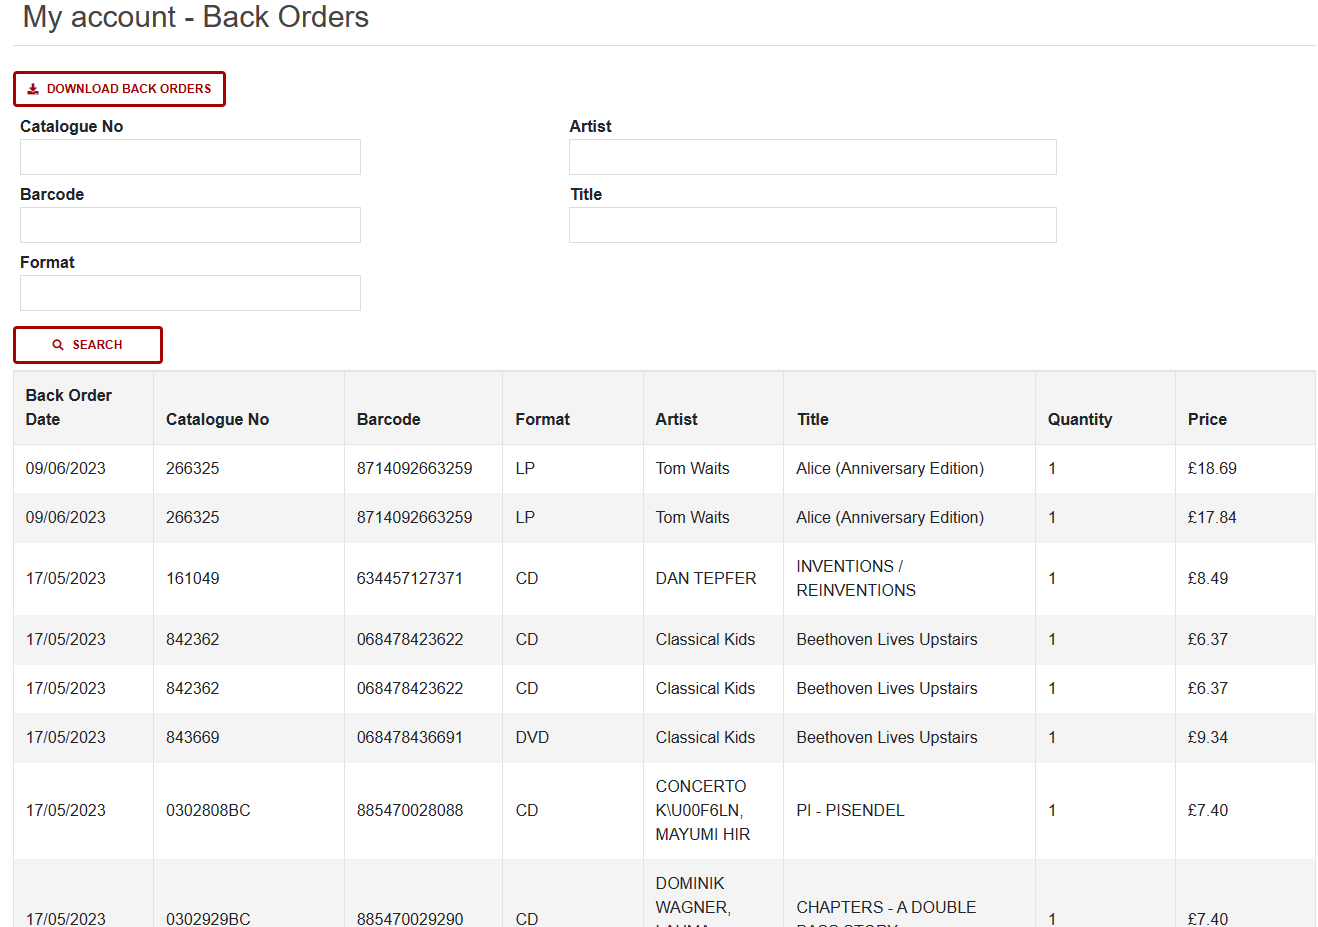 My account - Back Orders
DOWNLOAD BACK ORDERS
Catalogue No
Artist
Barcode
Title
Format
SEARCH
Back Order Date Catalogue No Barcode Format Artist Title Quantity Price
09/06/2023 266325 8714092663259 LP Tom Waits Alice (Anniversary Edition) 1 £18.69
09/06/2023 266325 8714092663259 LP Tom Waits Alice (Anniversary Edition) 1 £17.84
17/05/2023 161049 634457127371 CD DAN TEPFER INVENTIONS / REINVENTIONS 1 £8.49
17/05/2023 842362 068478423622 CD Classical Kids Beethoven Lives Upstairs 1 £6.37
17/05/2023 842362 068478423622 CD Classical Kids Beethoven Lives Upstairs 1 £6.37
17/05/2023 843669 068478436691 DVD Classical Kids Beethoven Lives Upstairs 1 £9.34
17/05/2023 0302808BC 885470028088 CD CONCERTO K\U00F6LN, MAYUMI HIR PI - PISENDEL 1 £7.40
17/05/2023 0302929BC 885470029290 CD DOMINIK WAGNER, CHAPTERS - A DOUBLE 1 £7.40